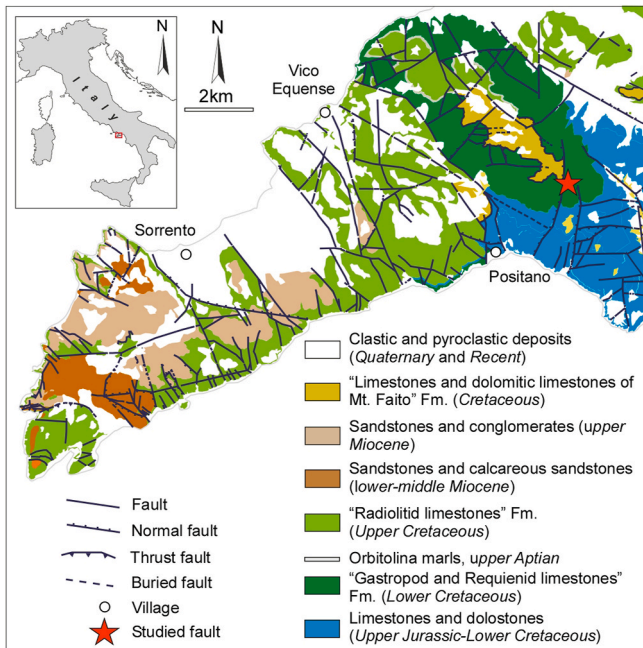 N
N
Italy
2km
Vico
Equense
Sorrento
Positano
Clastic and pyroclastic deposits
(Quaternary and Recent)
“Limestones and dolomitic limestones of
Mt. Faito” Fm. (Cretaceous)
Sandstones and conglomerates (upper
Miocene)
Sandstones and calcareous sandstones
(lower-middle Miocene)
“Radiolitid limestones” Fm.
(Upper Cretaceous)
Orbitolina marls, upper Aptian
“Gastropod and Requienid limestones”
Fm. (Lower Cretaceous)
Limestones and dolostones
(Upper Jurassic-Lower Cretaceous)
Fault
Normal fault
Thrust fault
Buried fault
Village
Studied fault